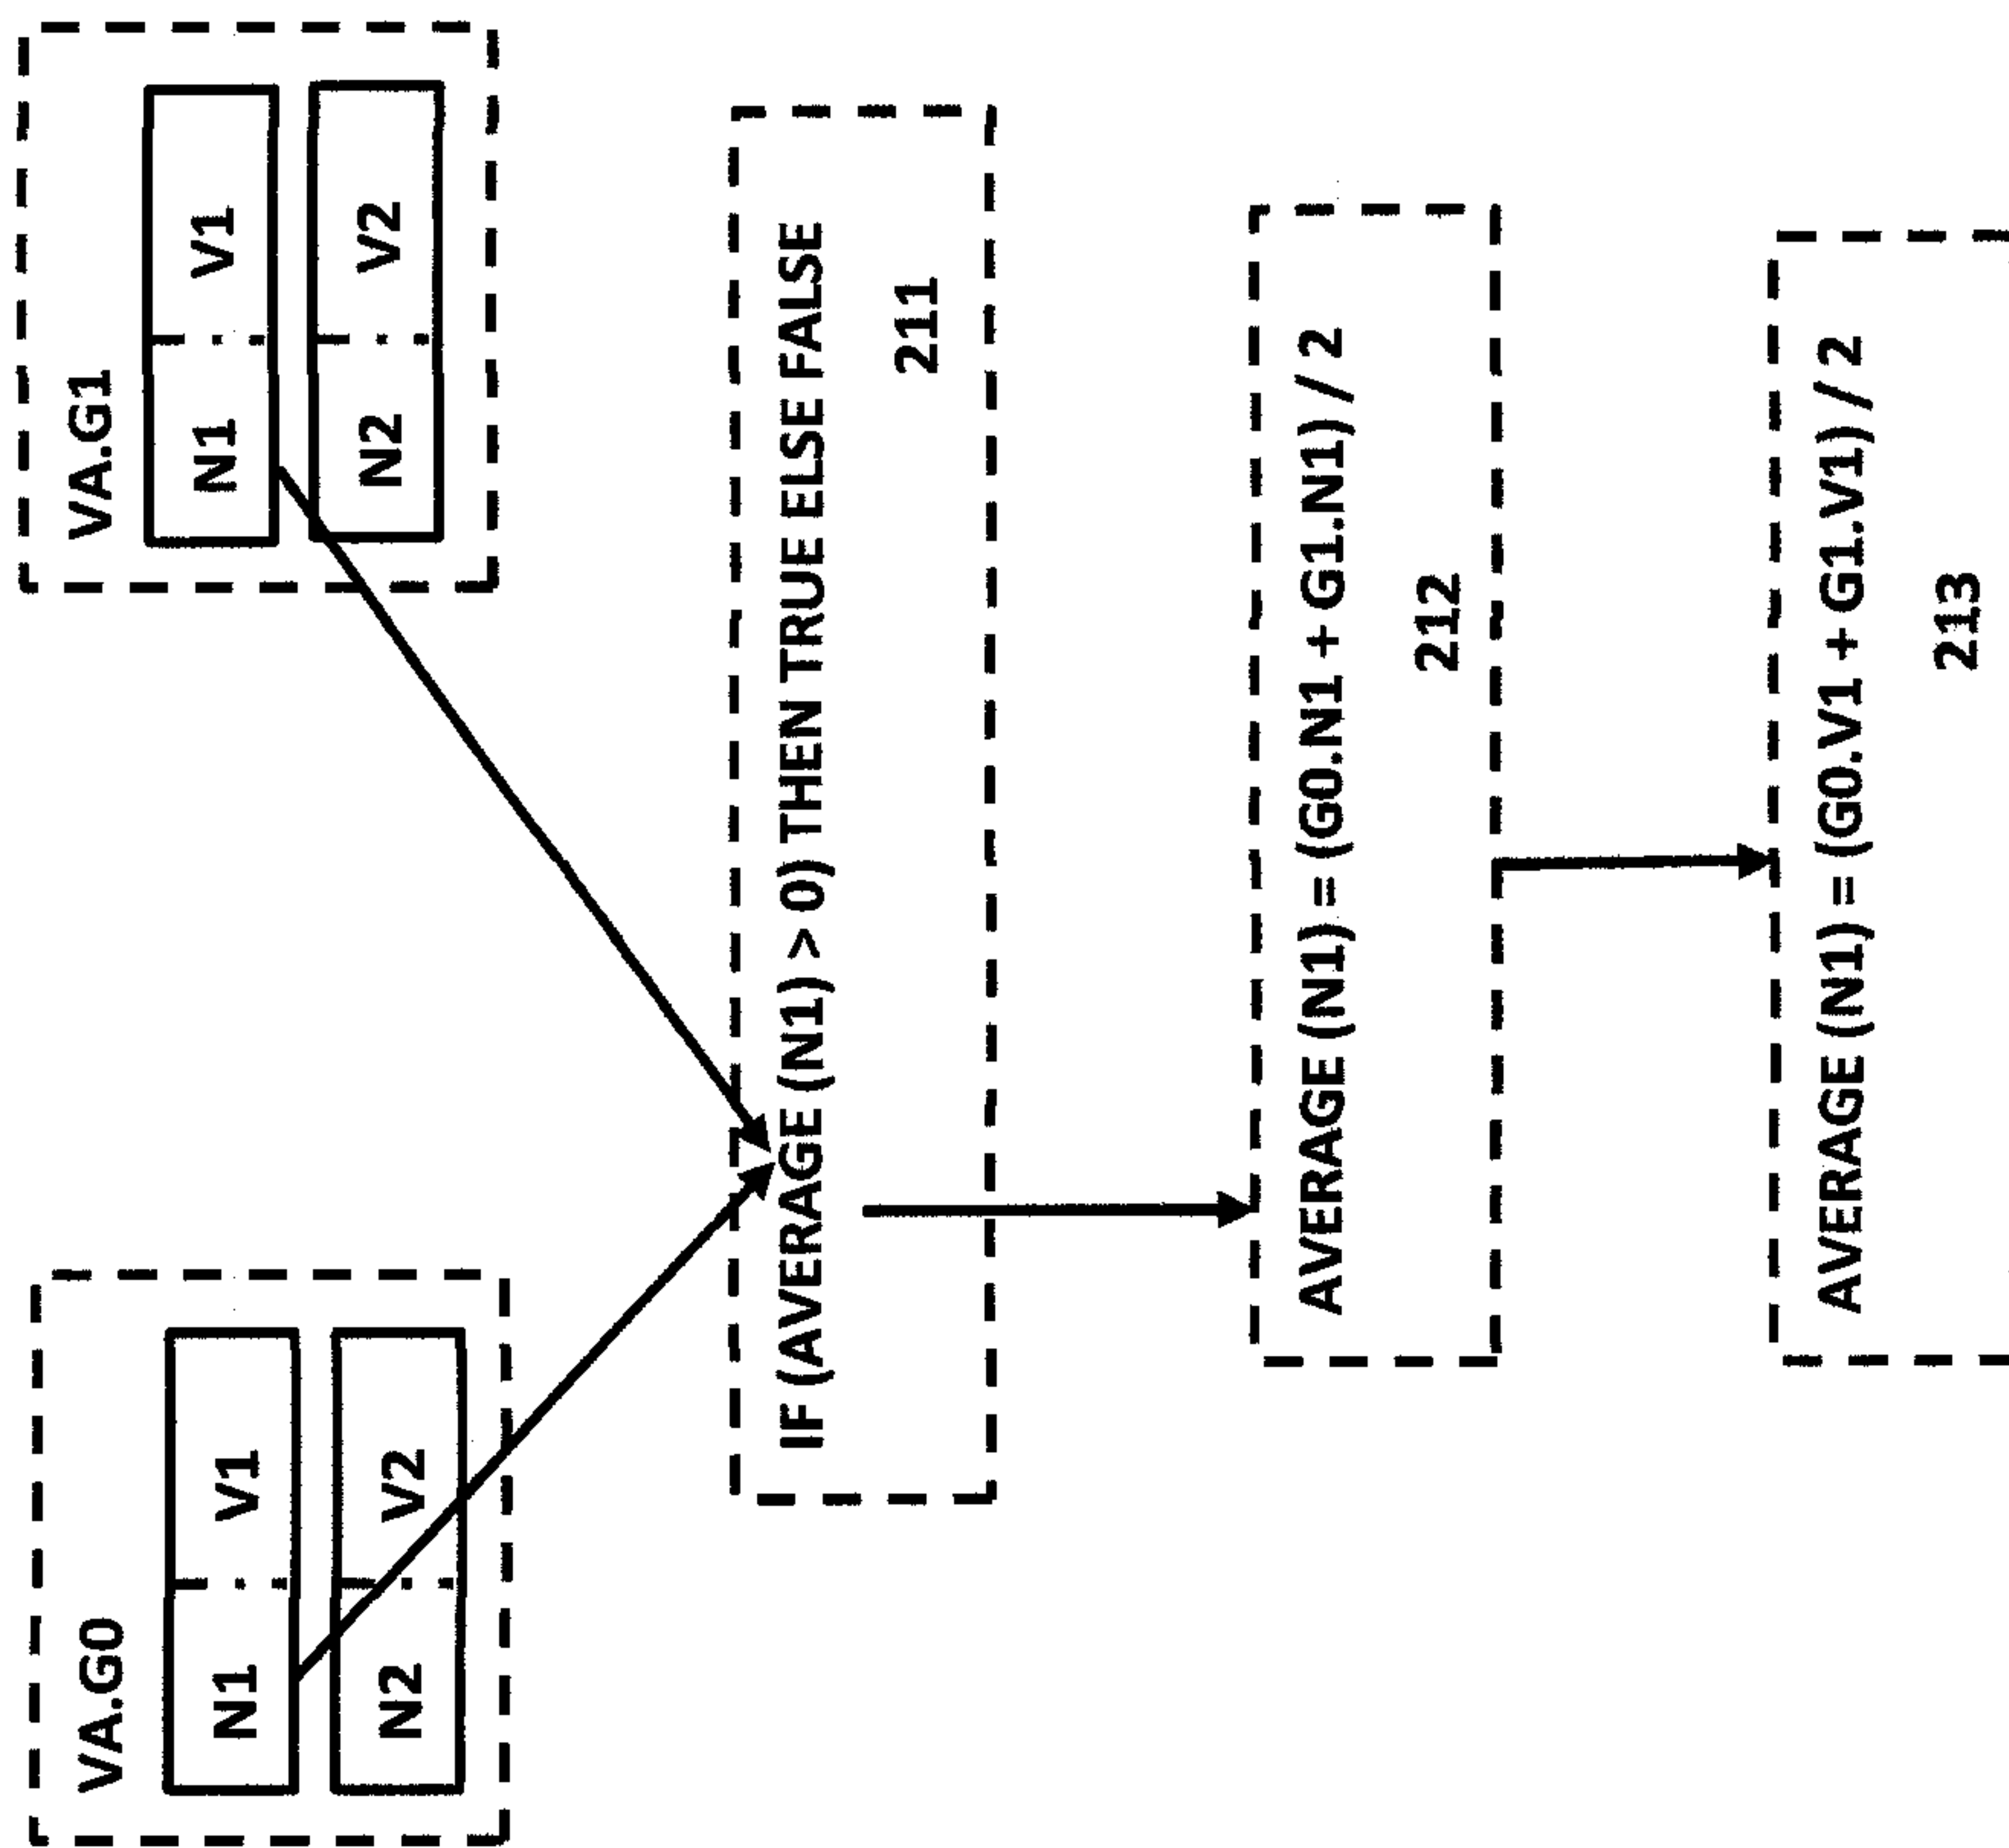 VA.G0
N1 V1
N2 V2
VA.G1
N1 V1
N2 V2
IF (AVERAGE (N1) > 0) THEN TRUE ELSE FALSE
211
AVERAGE (N1) = (G0.N1 + G1.N1) / 2
212
AVERAGE (N1) = (G0.V1 + G1.V1) / 2
213